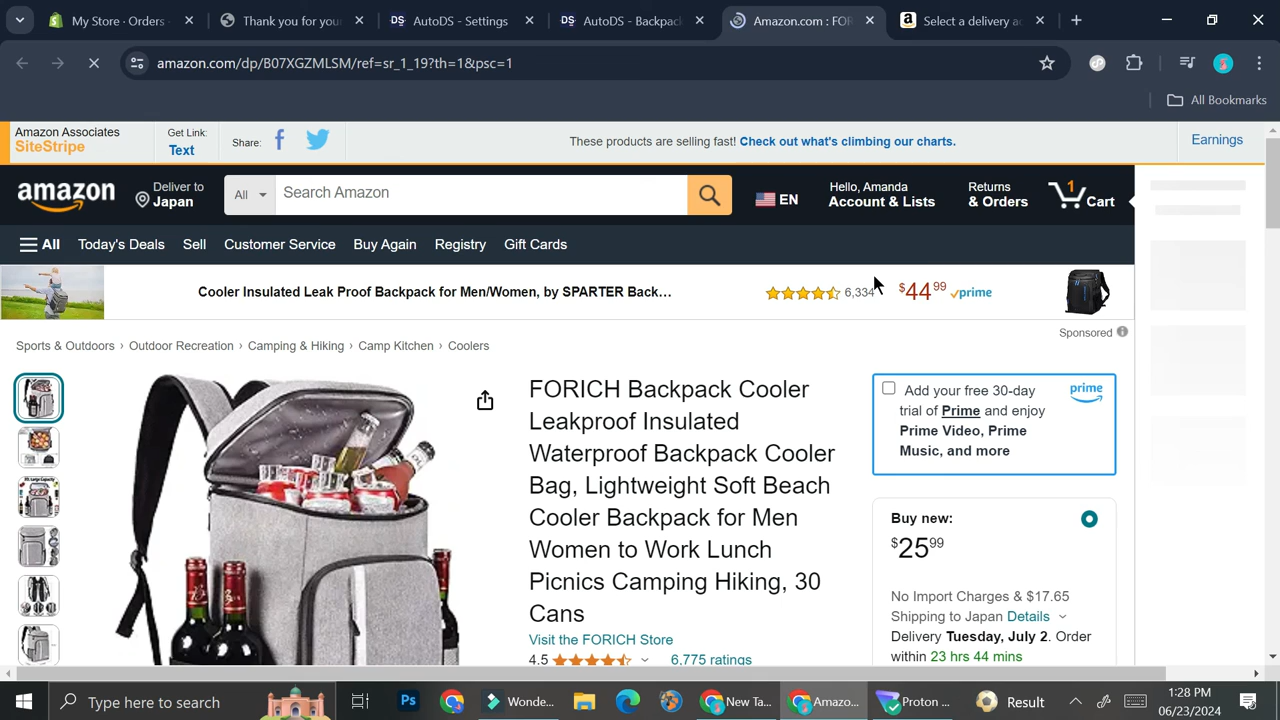 My Store · Orders ·
Thank you for your
AutoDS - Settings
AutoDS - Backpack
Amazon.com : FOR
Select a delivery ad
amazon.com/dp/B07XGZMLSM/ref=sr_1_19?th=1&psc=1
All Bookmarks
Amazon Associates
SiteStripe
Get Link:
Text
Share:
These products are selling fast! Check out what's climbing our charts.
Earnings
amazon
Deliver to
Japan
All
Search Amazon
EN
Hello, Amanda
Account & Lists
Returns
& Orders
1
Cart
All
Today's Deals
Sell
Customer Service
Buy Again
Registry
Gift Cards
Cooler Insulated Leak Proof Backpack for Men/Women, by SPARTER Back...
6,334
$44 99
prime
Sponsored
Sports & Outdoors › Outdoor Recreation › Camping & Hiking › Camp Kitchen › Coolers
FORICH Backpack Cooler
Leakproof Insulated
Waterproof Backpack Cooler
Bag, Lightweight Soft Beach
Cooler Backpack for Men
Women to Work Lunch
Picnics Camping Hiking, 30
Cans
Visit the FORICH Store
4.5
6,775 ratings
Add your free 30-day
trial of Prime and enjoy
Prime Video, Prime
Music, and more
prime
Buy new:
$25 99
No Import Charges & $17.65
Shipping to Japan Details
Delivery Tuesday, July 2. Order
within 23 hrs 44 mins
Type here to search
Ps
Wonde...
New Ta...
Amazo...
Proton ...
Result
1:28 PM
06/23/2024